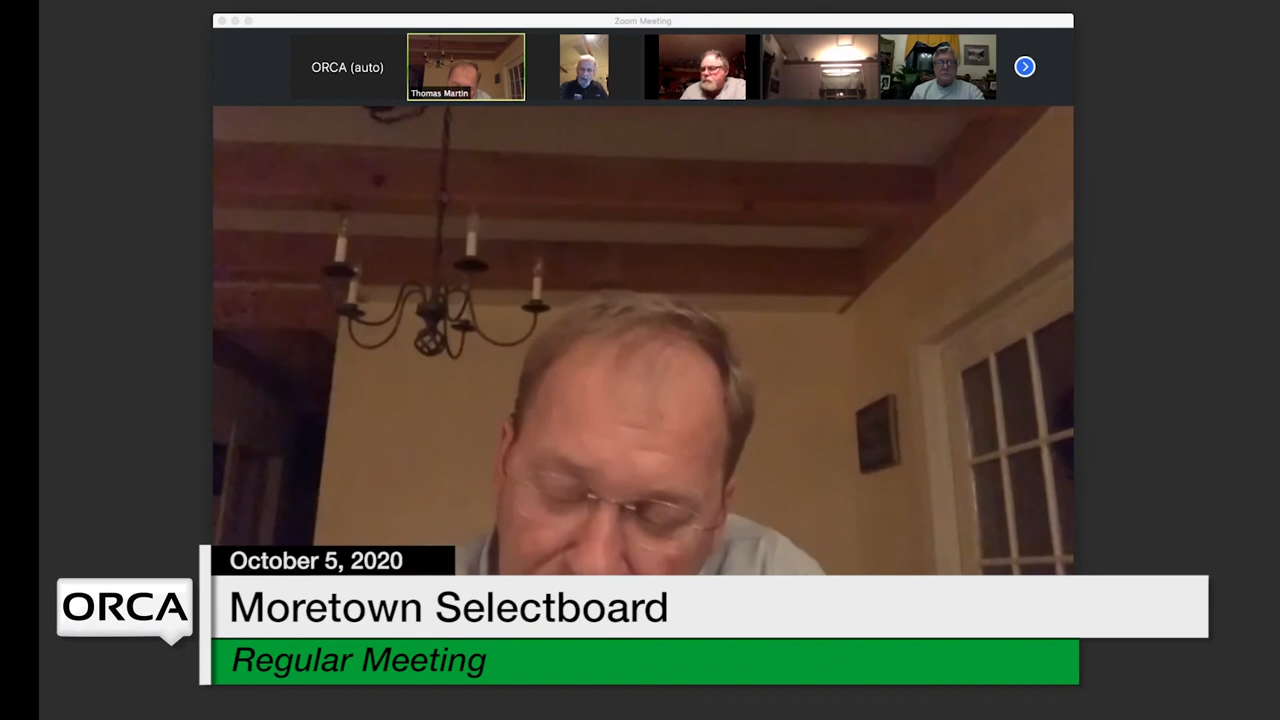 Zoom Meeting
ORCA (auto)
Thomas Martin
October 5, 2020
ORCA
Moretown Selectboard
Regular Meeting